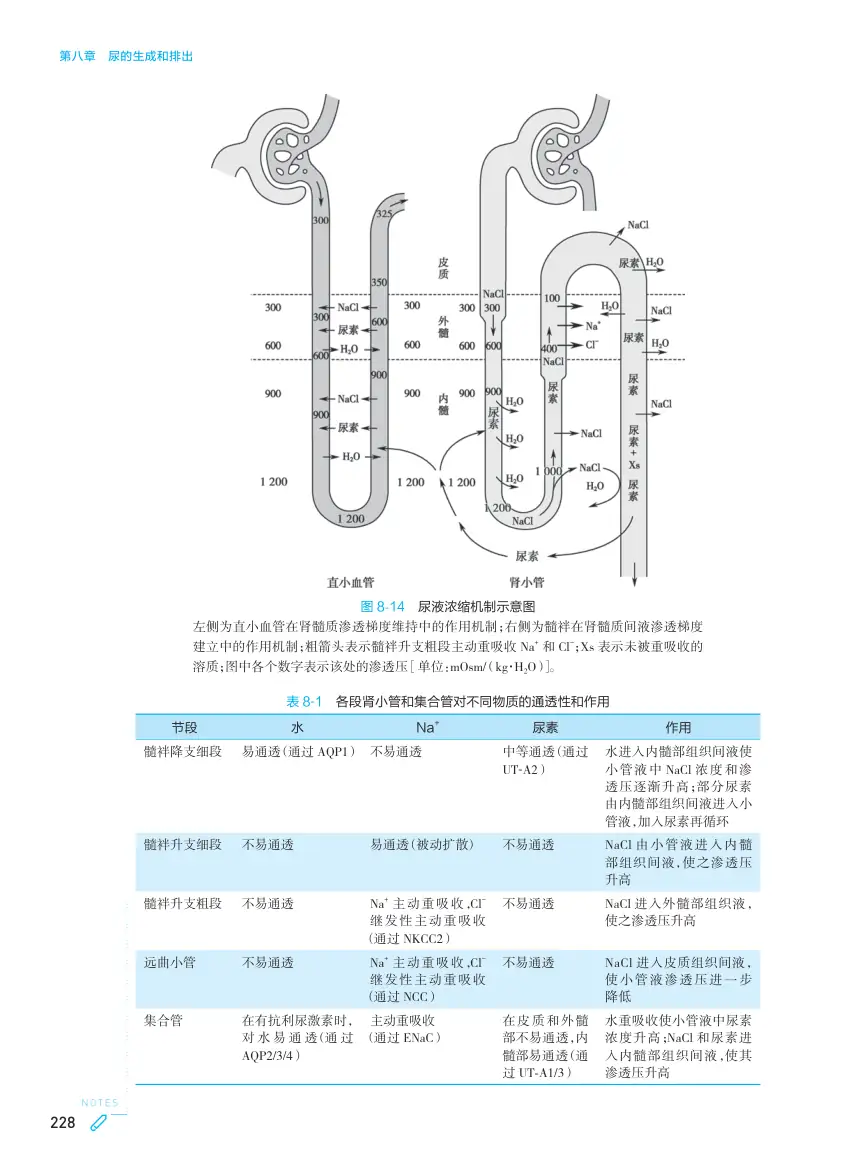 第八章 尿的生成和排出
300
325
350
300
NaCl
600
尿素
600
H₂O
900
NaCl
900
尿素
H₂O
1 200
300
600
900
1 200
300
600
900
1 200
皮质
外髓
内髓
300
600
900
1 200
NaCl
300
600
900
尿素
H₂O
H₂O
H₂O
1 200
NaCl
100
Na⁺
Cl⁻
400
NaCl
尿素
NaCl
1 000
NaCl
H₂O
NaCl
尿素 H₂O
H₂O
NaCl
尿素
H₂O
尿素
NaCl
尿素
+
Xs
尿素
尿素
直小血管
肾小管
图 8-14 尿液浓缩机制示意图
左侧为直小血管在肾髓质渗透梯度维持中的作用机制;右侧为髓袢在肾髓质间液渗透梯度
建立中的作用机制;粗箭头表示髓袢升支粗段主动重吸收 Na⁺ 和 Cl⁻;Xs 表示未被重吸收的
溶质;图中各个数字表示该处的渗透压[单位:mOsm/(kg·H₂O)]。
表 8-1 各段肾小管和集合管对不同物质的通透性和作用
节段 水 Na⁺ 尿素 作用
髓袢降支细段 易通透(通过 AQP1) 不易通透 中等通透(通过 水进入内髓部组织间液使
UT-A2) 小管液中 NaCl 浓度和渗
透压逐渐升高;部分尿素
由内髓部组织间液进入小
管液,加入尿素再循环
髓袢升支细段 不易通透 易通透(被动扩散) 不易通透 NaCl 由小管液进入内髓
部组织间液,使之渗透压
升高
髓袢升支粗段 不易通透 Na⁺ 主动重吸收,Cl⁻ 不易通透 NaCl 进入外髓部组织液,
继发性主动重吸收 使之渗透压升高
(通过 NKCC2)
远曲小管 不易通透 Na⁺ 主动重吸收,Cl⁻ 不易通透 NaCl 进入皮质组织间液,
继发性主动重吸收 使小管液渗透压进一步
(通过 NCC) 降低
集合管 在有抗利尿激素时, 主动重吸收 在皮质和外髓 水重吸收使小管液中尿素
对水易通透(通过 (通过 ENaC) 部不易通透,内 浓度升高;NaCl 和尿素进
AQP2/3/4) 髓部易通透(通 入内髓部组织间液,使其
过 UT-A1/3) 渗透压升高
NOTES
228